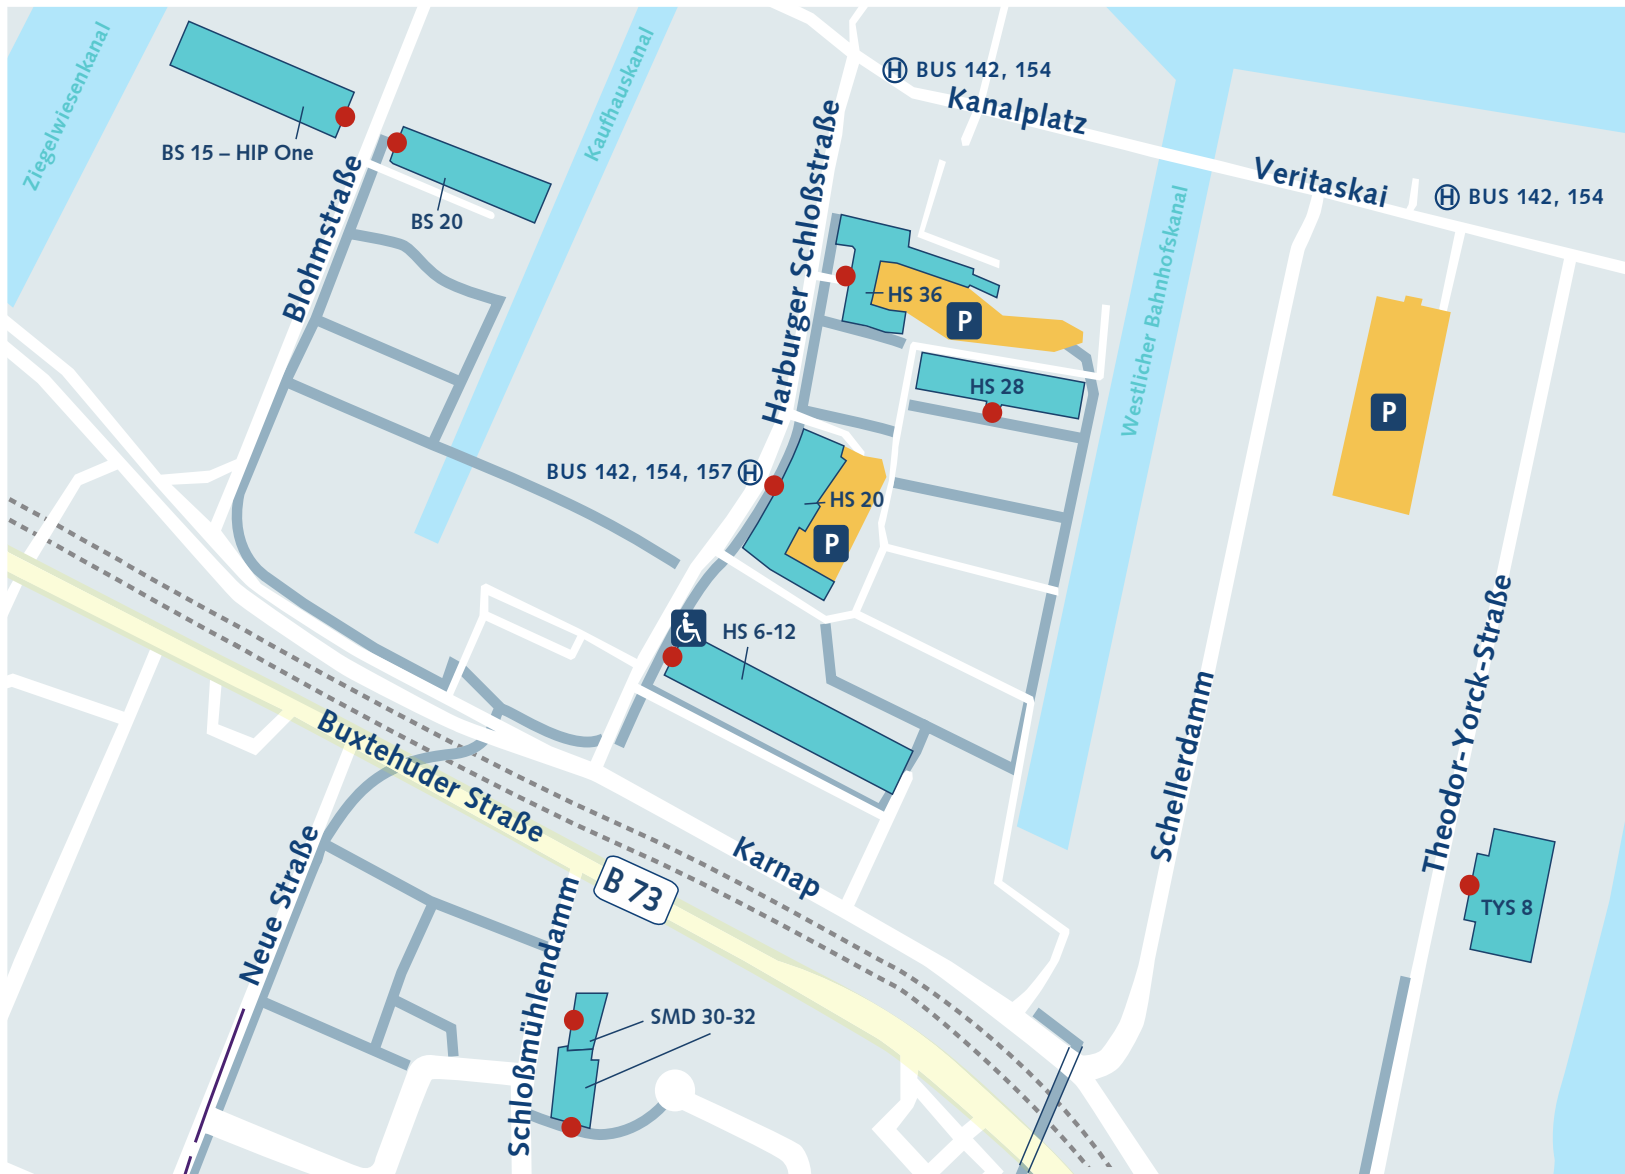 Ziegelwiesenkanal
Kaufhauskanal
H BUS 142, 154
Kanalplatz
BS 15 – HIP One
BS 20
Blohmstraße
Harburger Schloßstraße
Veritaskai
H BUS 142, 154
Westlicher Bahnhofskanal
HS 36
P
HS 28
P
BUS 142, 154, 157 H
HS 20
P
HS 6-12
Theodor-Yorck-Straße
Schellerdamm
Buxtehuder Straße
Karnap
B 73
Neue Straße
Schloßmühlendamm
TYS 8
SMD 30-32